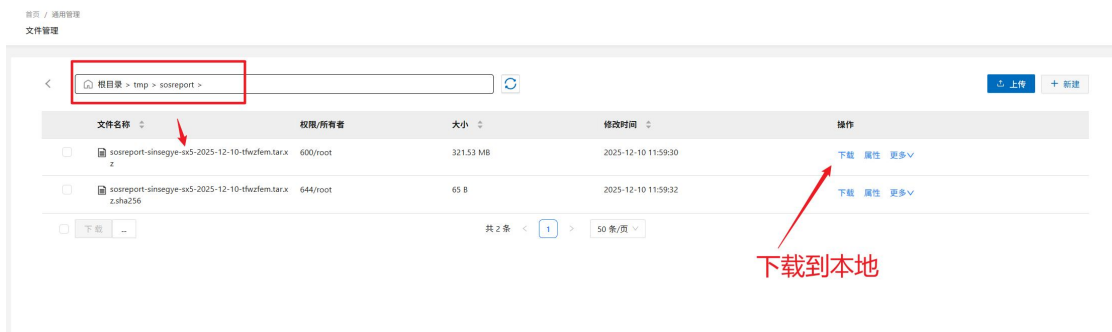 首页 / 通用管理
文件管理
根目录 > tmp > sosreport >
上传 + 新建
文件名称 权限/所有者 大小 修改时间 操作
sosreport-sinsegye-sx5-2025-12-10-tfwzfem.tar.x 600/root 321.53 MB 2025-12-10 11:59:30 下载 属性 更多
z
sosreport-sinsegye-sx5-2025-12-10-tfwzfem.tar.x 644/root 65 B 2025-12-10 11:59:32 下载 属性 更多
z.sha256
下载 ... 共 2 条 < 1 > 50 条/页
下载到本地